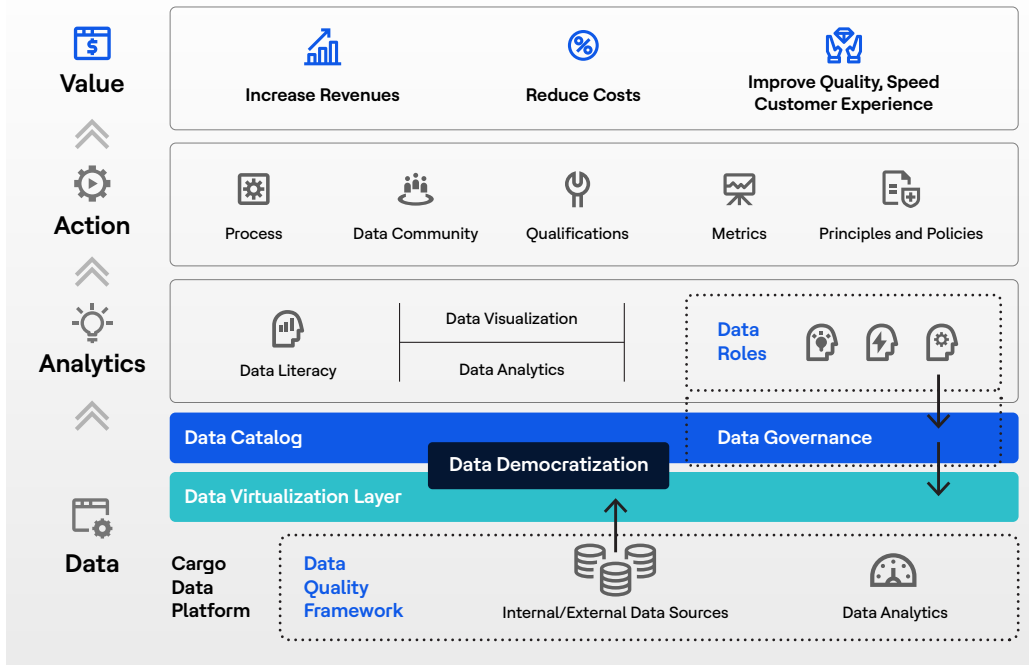 Value
Increase Revenues
Reduce Costs
Improve Quality, Speed
Customer Experience
Action
Process
Data Community
Qualifications
Metrics
Principles and Policies
Analytics
Data Literacy
Data Visualization
Data Analytics
Data
Roles
Data Catalog
Data Governance
Data Democratization
Data Virtualization Layer
Data
Cargo
Data
Platform
Data
Quality
Framework
Internal/External Data Sources
Data Analytics